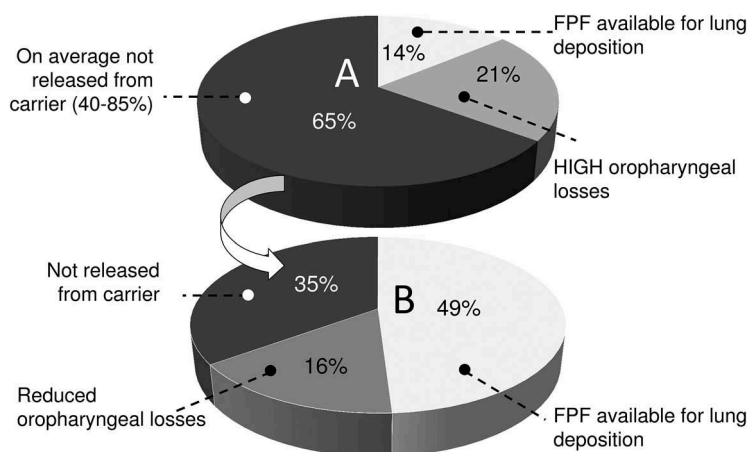 FPF available for lung
deposition
14%
On average not
released from
carrier (40-85%)
A
21%
65%
HIGH oropharyngeal
losses
Not released
from carrier
35%
B
49%
16%
Reduced
oropharyngeal losses
FPF available for lung
deposition